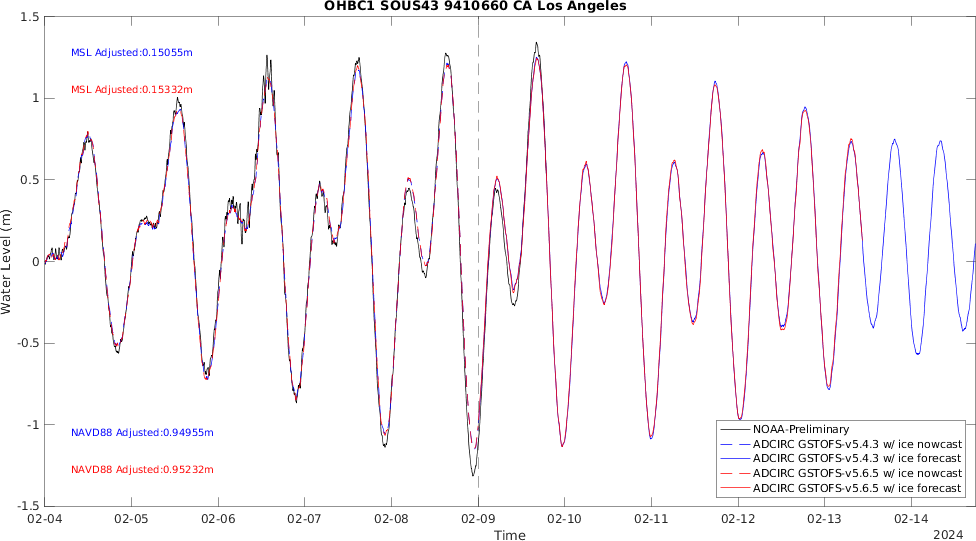 OHBC1 SOUS43 9410660 CA Los Angeles
1.5
1
0.5
0
-0.5
-1
-1.5
Water Level (m)
MSL Adjusted:0.15055m
MSL Adjusted:0.15332m
NAVD88 Adjusted:0.94955m
NAVD88 Adjusted:0.95232m
NOAA-Preliminary
ADCIRC GSTOFS-v5.4.3 w/ ice nowcast
ADCIRC GSTOFS-v5.4.3 w/ ice forecast
ADCIRC GSTOFS-v5.6.5 w/ ice nowcast
ADCIRC GSTOFS-v5.6.5 w/ ice forecast
02-04 02-05 02-06 02-07 02-08 02-09 02-10 02-11 02-12 02-13 02-14
Time
2024